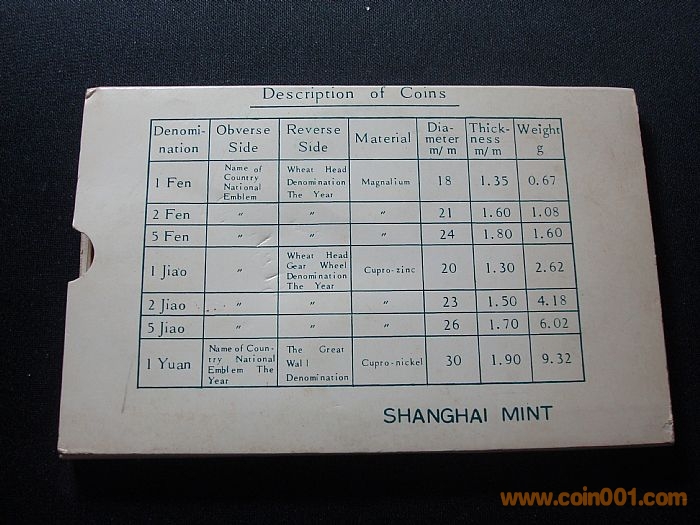 Description of Coins
Denomi-nation Obverse Side Reverse Side Material Dia-meter m/m Thick-ness m/m Weight g
1 Fen Name of Country National Emblem Wheat Head Denomination The Year Magnalium 18 1.35 0.67
2 Fen " " " 21 1.60 1.08
5 Fen " " " 24 1.80 1.60
1 Jiao " Wheat Head Gear Wheel Denomination The Year Cupro-zinc 20 1.30 2.62
2 Jiao " " " 23 1.50 4.18
5 Jiao " " " 26 1.70 6.02
1 Yuan Name of Coun-try National Emblem The Year The Great Wall Denomination Cupro-nickel 30 1.90 9.32
SHANGHAI MINT
www.coin001.com